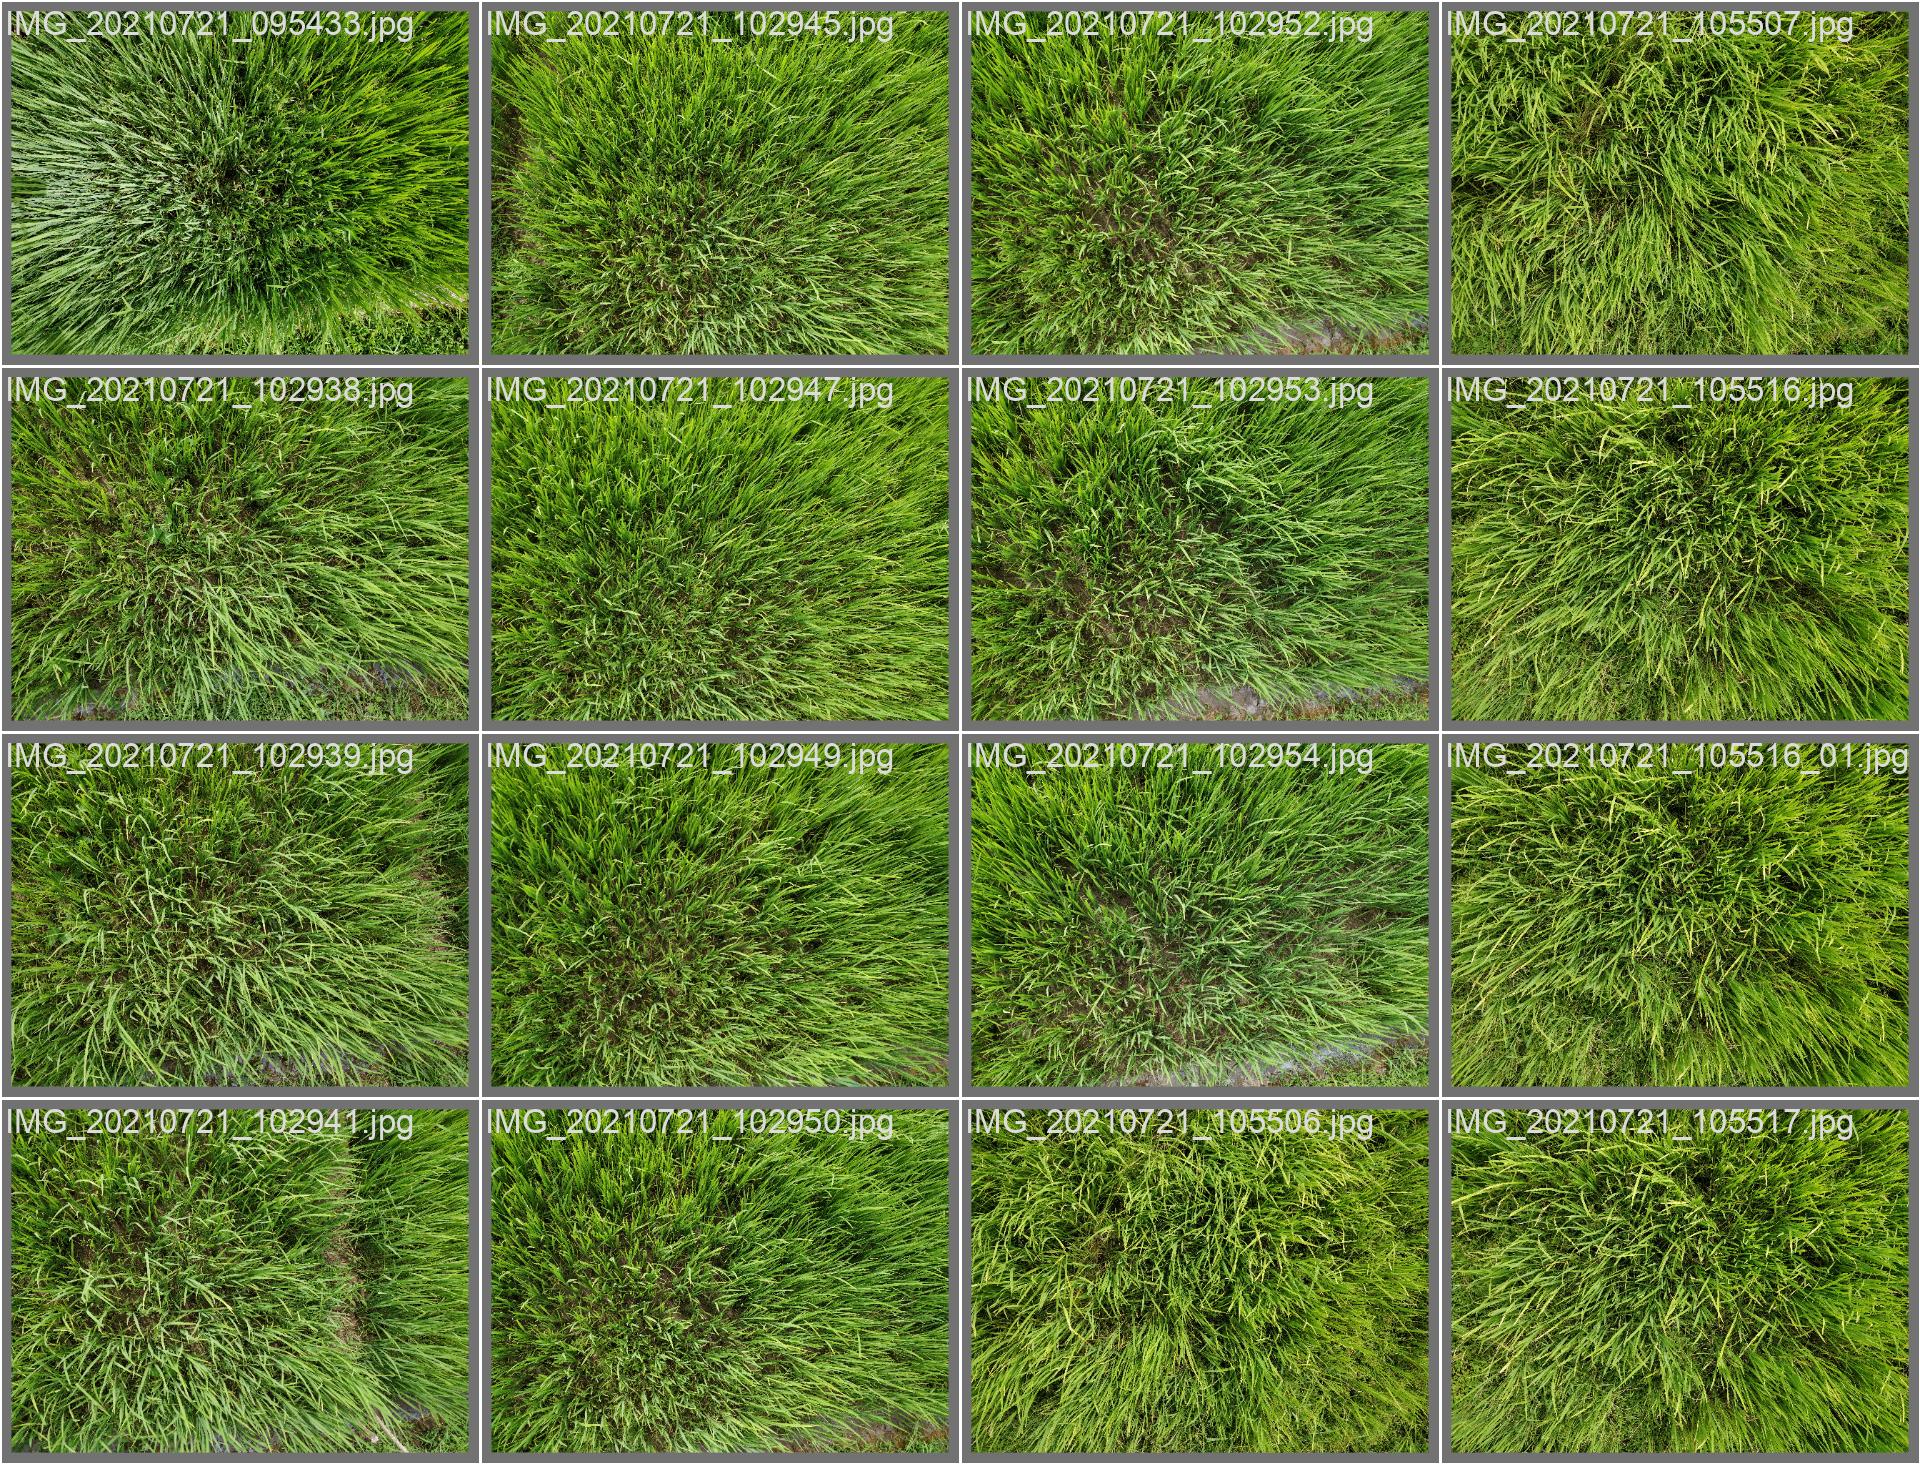 IMG_20210721_095433.jpg
IMG_20210721_102945.jpg
IMG_20210721_102952.jpg
IMG_20210721_105507.jpg
IMG_20210721_102938.jpg
IMG_20210721_102947.jpg
IMG_20210721_102953.jpg
IMG_20210721_105516.jpg
IMG_20210721_102939.jpg
IMG_20210721_102949.jpg
IMG_20210721_102954.jpg
IMG_20210721_105516_01.jpg
IMG_20210721_102941.jpg
IMG_20210721_102950.jpg
IMG_20210721_105506.jpg
IMG_20210721_105517.jpg